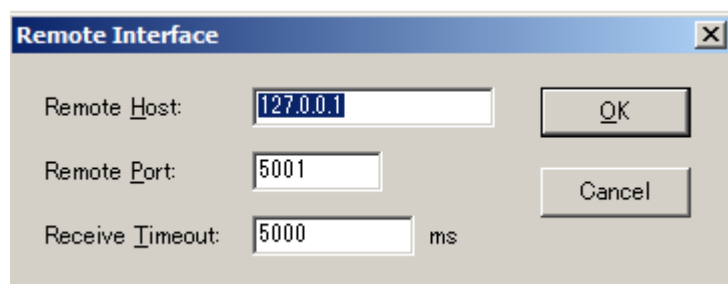 Remote Interface
Remote Host: 127.0.0.1 OK
Remote Port: 5001
Cancel
Receive Timeout: 5000 ms